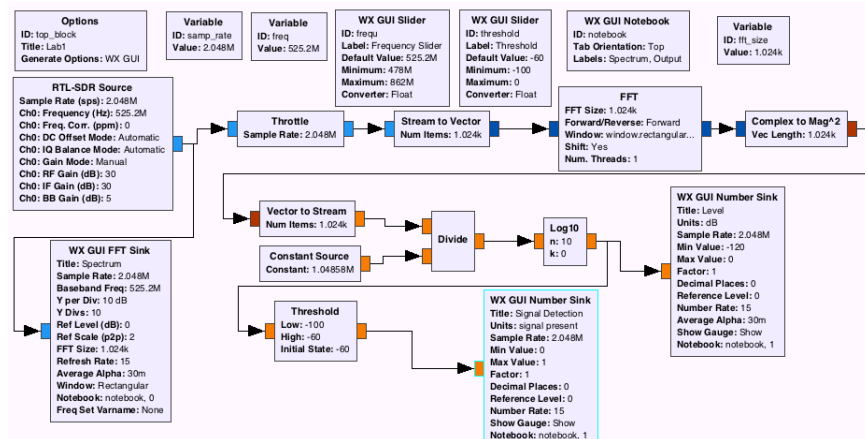 Options
ID: top_block
Title: Lab1
Generate Options: WX GUI
Variable
ID: samp_rate
Value: 2.048M
Variable
ID: freq
Value: 525.2M
WX GUI Slider
ID: frequ
Label: Frequency Slider
Default Value: 525.2M
Minimum: 478M
Maximum: 862M
Converter: Float
WX GUI Slider
ID: threshold
Label: Threshold
Default Value: -60
Minimum: -100
Maximum: 0
Converter: Float
WX GUI Notebook
ID: notebook
Tab Orientation: Top
Labels: Spectrum, Output
Variable
ID: fft_size
Value: 1.024k
RTL-SDR Source
Sample Rate (sps): 2.048M
Ch0: Frequency (Hz): 525.2M
Ch0: Freq. Corr. (ppm): 0
Ch0: DC Offset Mode: Automatic
Ch0: IQ Balance Mode: Automatic
Ch0: Gain Mode: Manual
Ch0: RF Gain (dB): 30
Ch0: IF Gain (dB): 30
Ch0: BB Gain (dB): 5
Throttle
Sample Rate: 2.048M
Stream to Vector
Num Items: 1.024k
FFT
FFT Size: 1.024k
Forward/Reverse: Forward
Window: window.rectangular...
Shift: Yes
Num. Threads: 1
Complex to Mag^2
Vec Length: 1.024k
Vector to Stream
Num Items: 1.024k
Constant Source
Constant: 1.04858M
Divide
Log10
n: 10
k: 0
WX GUI Number Sink
Title: Level
Units: dB
Sample Rate: 2.048M
Min Value: -120
Max Value: 0
Factor: 1
Decimal Places: 0
Reference Level: 0
Number Rate: 15
Average Alpha: 30m
Show Gauge: Show
Notebook: notebook, 1
WX GUI FFT Sink
Title: Spectrum
Sample Rate: 2.048M
Baseband Freq: 525.2M
Y per Div: 10 dB
Y Divs: 10
Ref Level (dB): 0
Ref Scale (p2p): 2
FFT Size: 1.024k
Refresh Rate: 15
Average Alpha: 30m
Window: Rectangular
Notebook: notebook, 0
Freq Set Varname: None
Threshold
Low: -100
High: -60
Initial State: -60
WX GUI Number Sink
Title: Signal Detection
Units: signal present
Sample Rate: 2.048M
Min Value: 0
Max Value: 1
Factor: 1
Decimal Places: 0
Reference Level: 0
Number Rate: 15
Show Gauge: Show
Notebook: notebook, 1